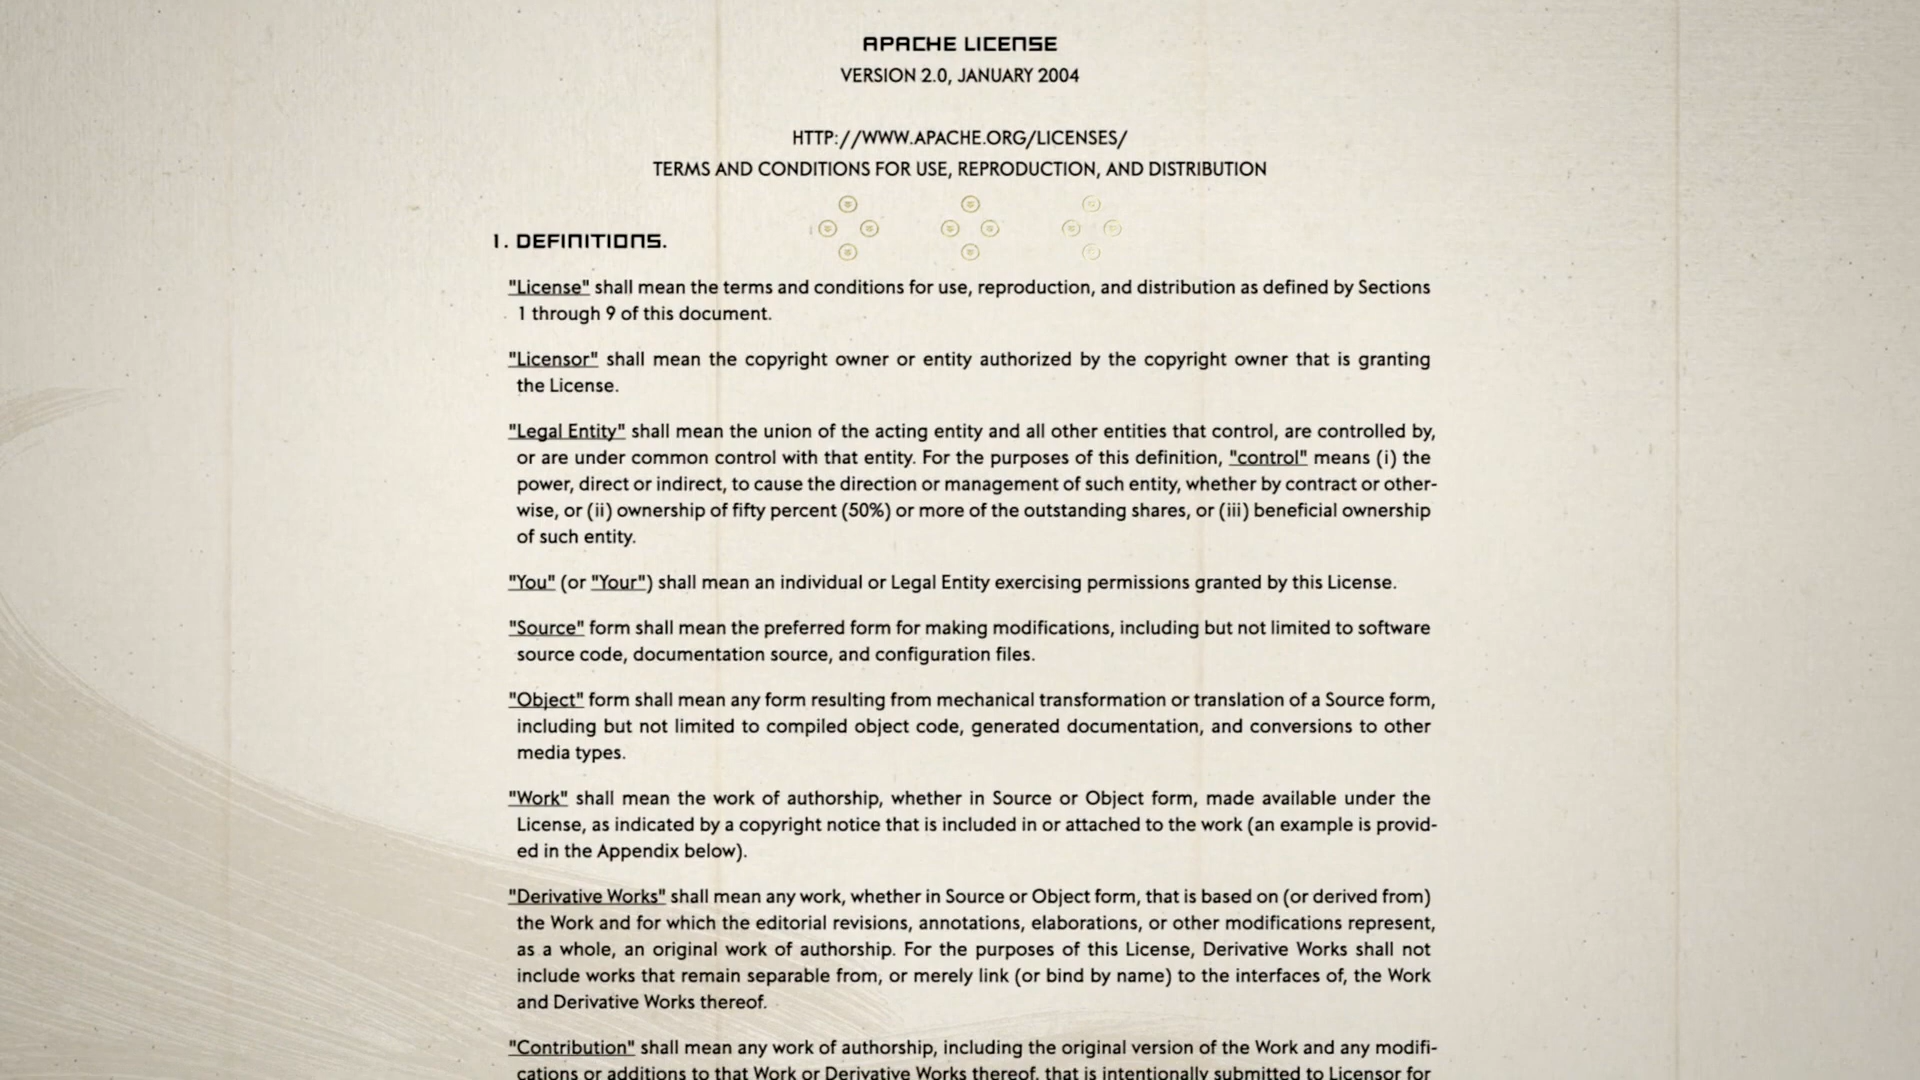 APACHE LICENSE
VERSION 2.0, JANUARY 2004
HTTP://WWW.APACHE.ORG/LICENSES/
TERMS AND CONDITIONS FOR USE, REPRODUCTION, AND DISTRIBUTION
1. DEFINITIONS.
"License" shall mean the terms and conditions for use, reproduction, and distribution as defined by Sections
1 through 9 of this document.
"Licensor" shall mean the copyright owner or entity authorized by the copyright owner that is granting
the License.
"Legal Entity" shall mean the union of the acting entity and all other entities that control, are controlled by,
or are under common control with that entity. For the purposes of this definition, "control" means (i) the
power, direct or indirect, to cause the direction or management of such entity, whether by contract or other-
wise, or (ii) ownership of fifty percent (50%) or more of the outstanding shares, or (iii) beneficial ownership
of such entity.
"You" (or "Your") shall mean an individual or Legal Entity exercising permissions granted by this License.
"Source" form shall mean the preferred form for making modifications, including but not limited to software
source code, documentation source, and configuration files.
"Object" form shall mean any form resulting from mechanical transformation or translation of a Source form,
including but not limited to compiled object code, generated documentation, and conversions to other
media types.
"Work" shall mean the work of authorship, whether in Source or Object form, made available under the
License, as indicated by a copyright notice that is included in or attached to the work (an example is provid-
ed in the Appendix below).
"Derivative Works" shall mean any work, whether in Source or Object form, that is based on (or derived from)
the Work and for which the editorial revisions, annotations, elaborations, or other modifications represent,
as a whole, an original work of authorship. For the purposes of this License, Derivative Works shall not
include works that remain separable from, or merely link (or bind by name) to the interfaces of, the Work
and Derivative Works thereof.
"Contribution" shall mean any work of authorship, including the original version of the Work and any modifi-
cations or additions to that Work or Derivative Works thereof, that is intentionally submitted to Licensor for